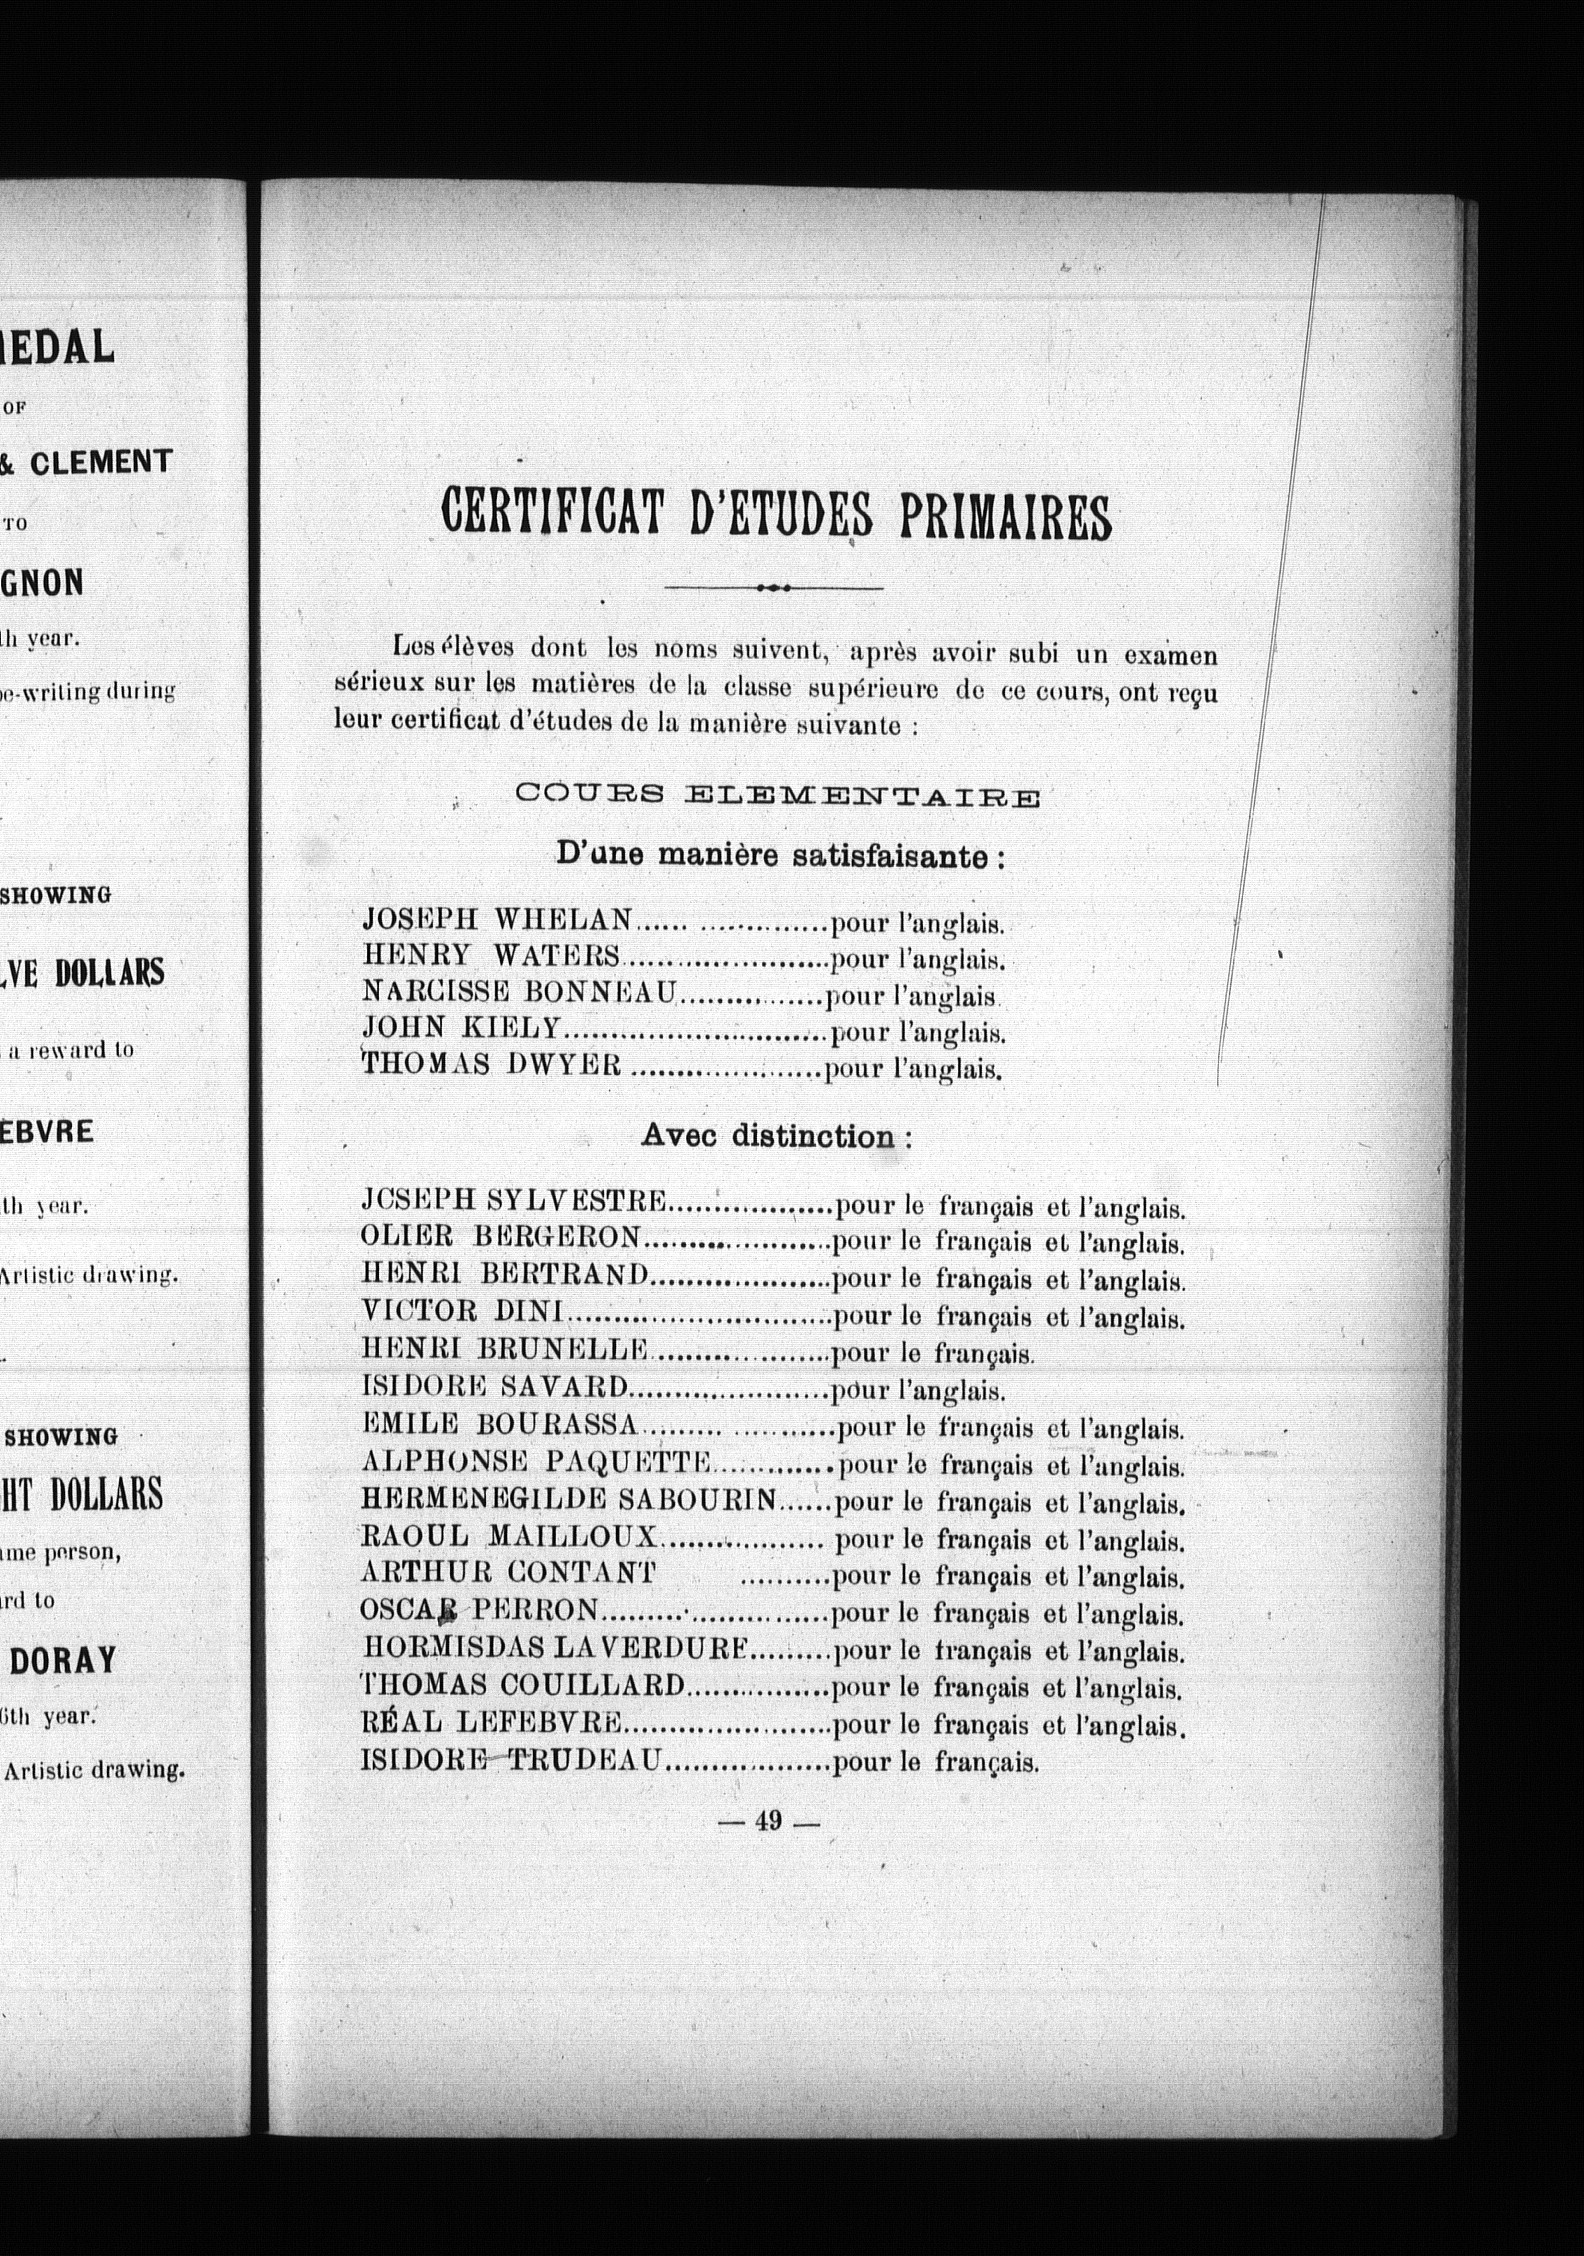 MEDAL
OF
& CLEMENT
TO
GNON
th year.
pe-writing during
SHOWING
LVE DOLLARS
a reward to
EBVRE
th year.
Artistic drawing.
SHOWING
HT DOLLARS
ame person,
ard to
DORAY
6th year.
Artistic drawing.
CERTIFICAT D'ETUDES PRIMAIRES
Les élèves dont les noms suivent, après avoir subi un examen
sérieux sur les matières de la classe supérieure de ce cours, ont reçu
leur certificat d'études de la manière suivante :
COURS ELEMENTAIRE
D'une manière satisfaisante :
JOSEPH WHELAN...... ..............pour l'anglais.
HENRY WATERS.......................pour l'anglais.
NARCISSE BONNEAU................pour l'anglais.
JOHN KIELY.............................pour l'anglais.
THOMAS DWYER .....................pour l'anglais.
Avec distinction :
JOSEPH SYLVESTRE..................pour le français et l'anglais.
OLIER BERGERON.....................pour le français et l'anglais.
HENRI BERTRAND....................pour le français et l'anglais.
VICTOR DINI.............................pour le français et l'anglais.
HENRI BRUNELLE....................pour le français.
ISIDORE SAVARD......................pour l'anglais.
EMILE BOURASSA......... ...........pour le français et l'anglais.
ALPHONSE PAQUETTE.............pour le français et l'anglais.
HERMENEGILDE SABOURIN......pour le français et l'anglais.
RAOUL MAILLOUX.................. pour le français et l'anglais.
ARTHUR CONTANT ..........pour le français et l'anglais.
OSCAR PERRON.........................pour le français et l'anglais.
HORMISDAS LAVERDURE.........pour le français et l'anglais.
THOMAS COUILLARD................pour le français et l'anglais.
RÉAL LEFEBVRE.......................pour le français et l'anglais.
ISIDORE TRUDEAU..................pour le français.
— 49 —